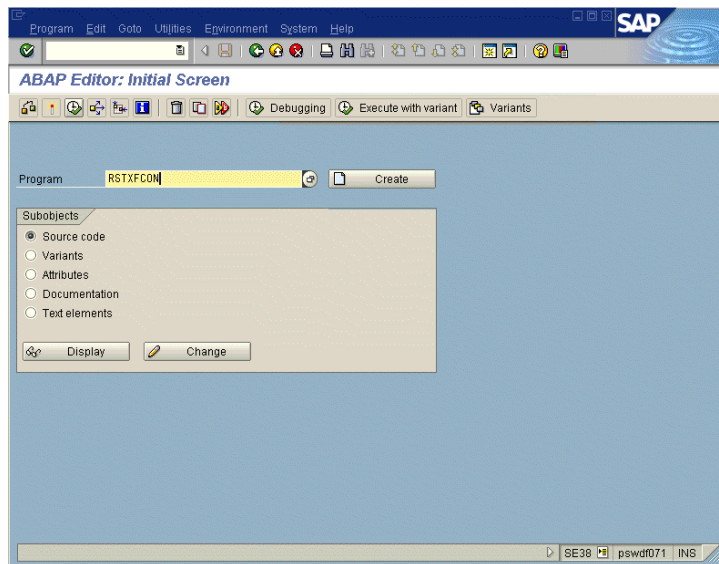 Program Edit Goto Utilities Environment System Help
SAP
ABAP Editor: Initial Screen
Debugging Execute with variant Variants
Program RSTXFCON Create
Subobjects
Source code
Variants
Attributes
Documentation
Text elements
Display Change
SE38 pswdf071 INS